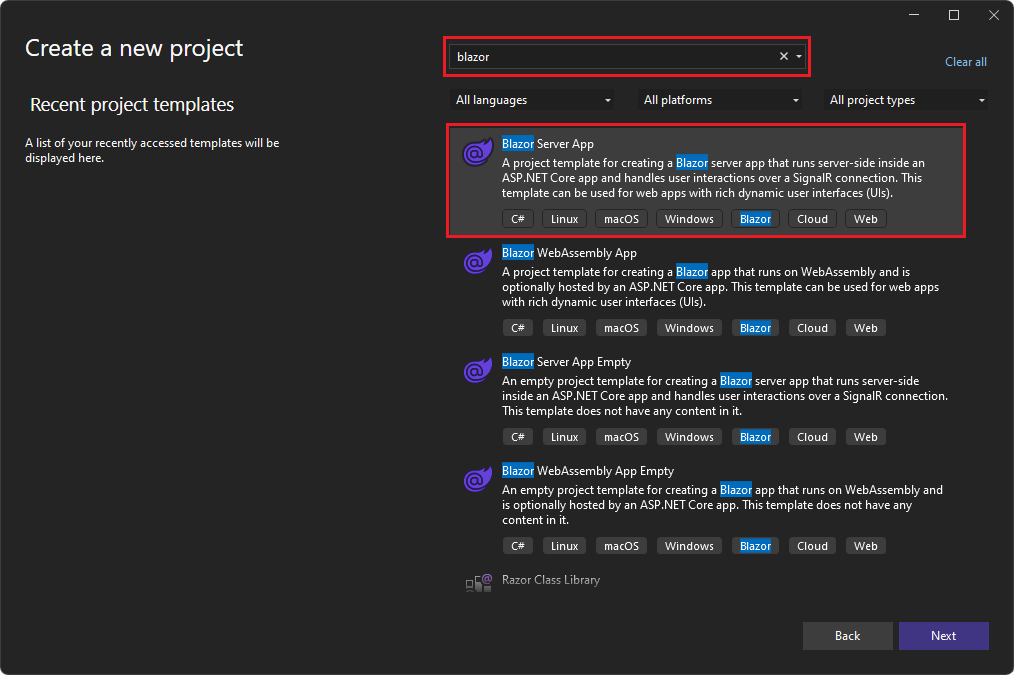 Create a new project
blazor
Clear all
Recent project templates
All languages
All platforms
All project types
A list of your recently accessed templates will be
displayed here.
Blazor Server App
A project template for creating a Blazor server app that runs server-side inside an
ASP.NET Core app and handles user interactions over a SignalR connection. This
template can be used for web apps with rich dynamic user interfaces (UIs).
C# Linux macOS Windows Blazor Cloud Web
Blazor WebAssembly App
A project template for creating a Blazor app that runs on WebAssembly and is
optionally hosted by an ASP.NET Core app. This template can be used for web apps
with rich dynamic user interfaces (UIs).
C# Linux macOS Windows Blazor Cloud Web
Blazor Server App Empty
An empty project template for creating a Blazor server app that runs server-side
inside an ASP.NET Core app and handles user interactions over a SignalR connection.
This template does not have any content in it.
C# Linux macOS Windows Blazor Cloud Web
Blazor WebAssembly App Empty
An empty project template for creating a Blazor app that runs on WebAssembly and
is optionally hosted by an ASP.NET Core app. This template does not have any
content in it.
C# Linux macOS Windows Blazor Cloud Web
Razor Class Library
Back
Next